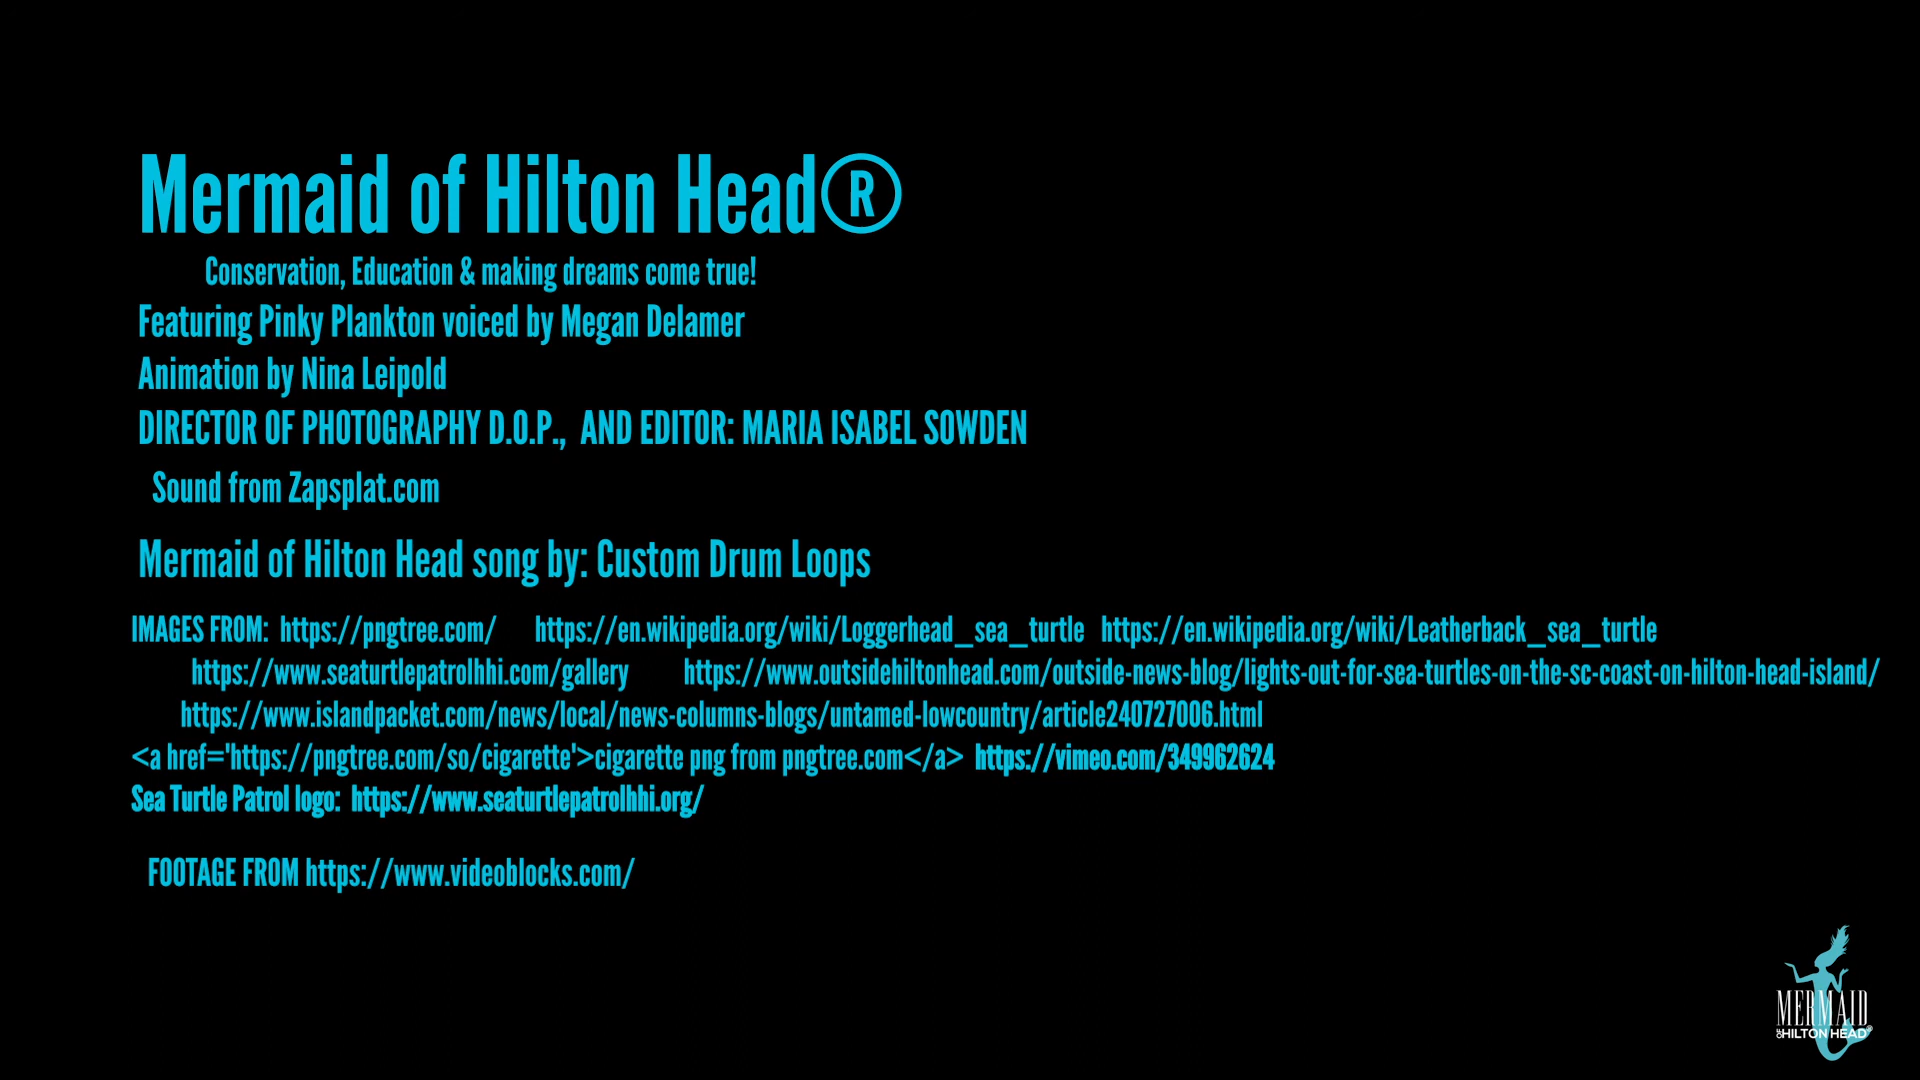 Mermaid of Hilton Head®
Conservation, Education & making dreams come true!
Featuring Pinky Plankton voiced by Megan Delamer
Animation by Nina Leipold
DIRECTOR OF PHOTOGRAPHY D.O.P., AND EDITOR: MARIA ISABEL SOWDEN
Sound from Zapsplat.com
Mermaid of Hilton Head song by: Custom Drum Loops
IMAGES FROM: https://pngtree.com/ https://en.wikipedia.org/wiki/Loggerhead_sea_turtle https://en.wikipedia.org/wiki/Leatherback_sea_turtle
https://www.seaturtlepatrolhhi.com/gallery https://www.outsidehiltonhead.com/outside-news-blog/lights-out-for-sea-turtles-on-the-sc-coast-on-hilton-head-island/
https://www.islandpacket.com/news/local/news-columns-blogs/untamed-lowcountry/article240727006.html
<a href='https://pngtree.com/so/cigarette'>cigarette png from pngtree.com</a> https://vimeo.com/349962624
Sea Turtle Patrol logo: https://www.seaturtlepatrolhhi.org/
FOOTAGE FROM https://www.videoblocks.com/
MERMAID
OF HILTON HEAD®